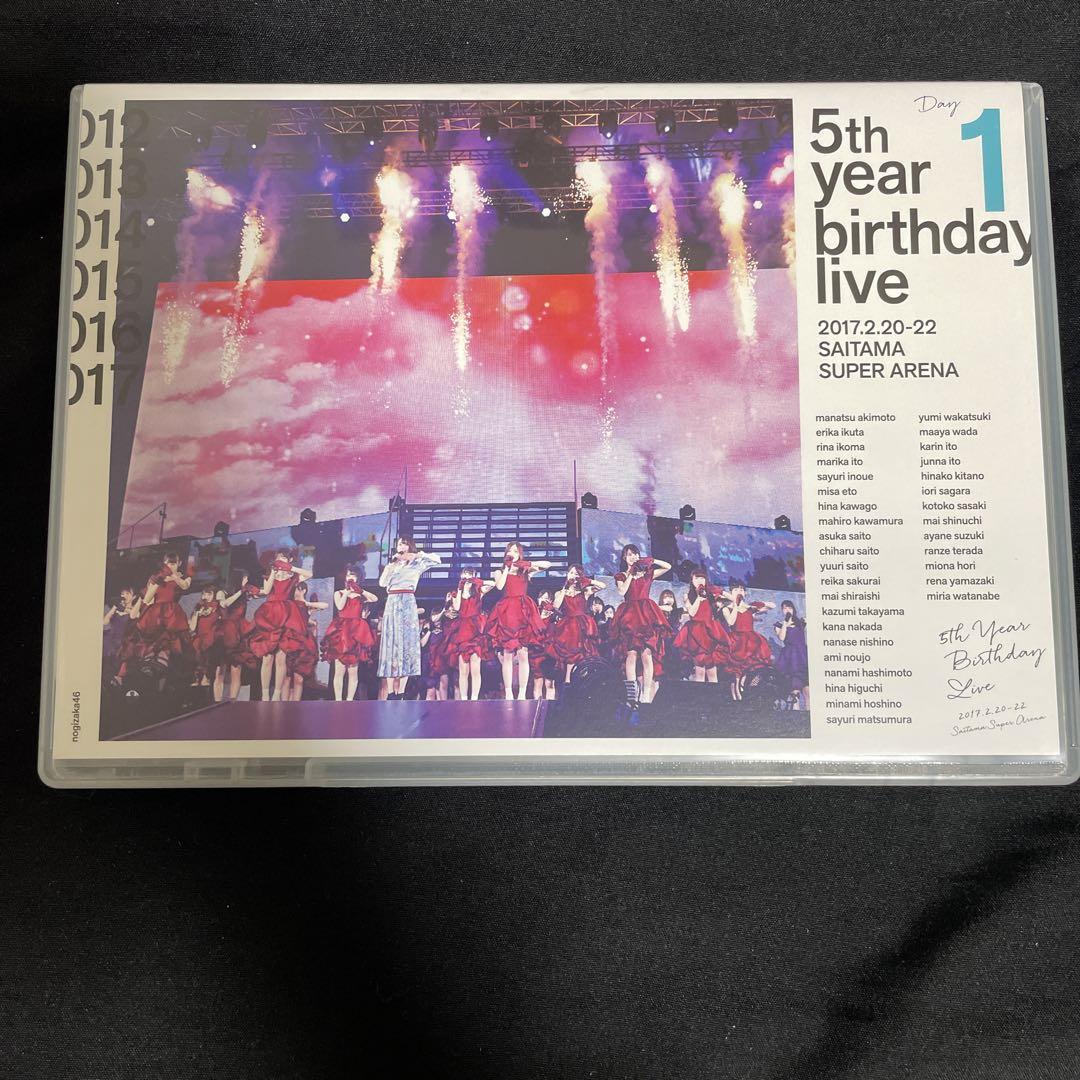 012
013
014
015
016
017
nogizaka46
Day 1
5th
year
birthday
live
2017.2.20-22
SAITAMA
SUPER ARENA
manatsu akimoto
erika ikuta
rina ikoma
marika ito
sayuri inoue
misa eto
hina kawago
mahiro kawamura
asuka saito
chiharu saito
yuuri saito
reika sakurai
mai shiraishi
kazumi takayama
kana nakada
nanase nishino
ami noujo
nanami hashimoto
hina higuchi
minami hoshino
sayuri matsumura
yumi wakatsuki
maaya wada
karin ito
junna ito
hinako kitano
iori sagara
kotoko sasaki
mai shinuchi
ayane suzuki
ranze terada
miona hori
rena yamazaki
miria watanabe
5th Year
Birthday
Live
2017.2.20-22
Saitama Super Arena